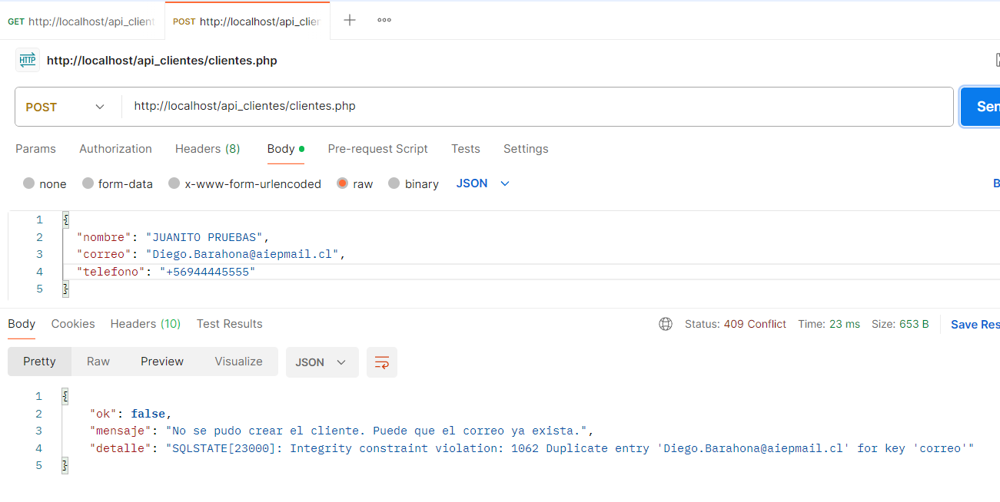 GET http://localhost/api_client
POST http://localhost/api_clier
HTTP http://localhost/api_clientes/clientes.php
POST http://localhost/api_clientes/clientes.php
Sen
Params Authorization Headers (8) Body Pre-request Script Tests Settings
none form-data x-www-form-urlencoded raw binary JSON B
1 {
2 "nombre": "JUANITO PRUEBAS",
3 "correo": "Diego.Barahona@aiepmail.cl",
4 "telefono": "+56944445555"
5 }
Body Cookies Headers (10) Test Results Status: 409 Conflict Time: 23 ms Size: 653 B Save Res
Pretty Raw Preview Visualize JSON
1 {
2 "ok": false,
3 "mensaje": "No se pudo crear el cliente. Puede que el correo ya exista.",
4 "detalle": "SQLSTATE[23000]: Integrity constraint violation: 1062 Duplicate entry 'Diego.Barahona@aiepmail.cl' for key 'correo'"
5 }